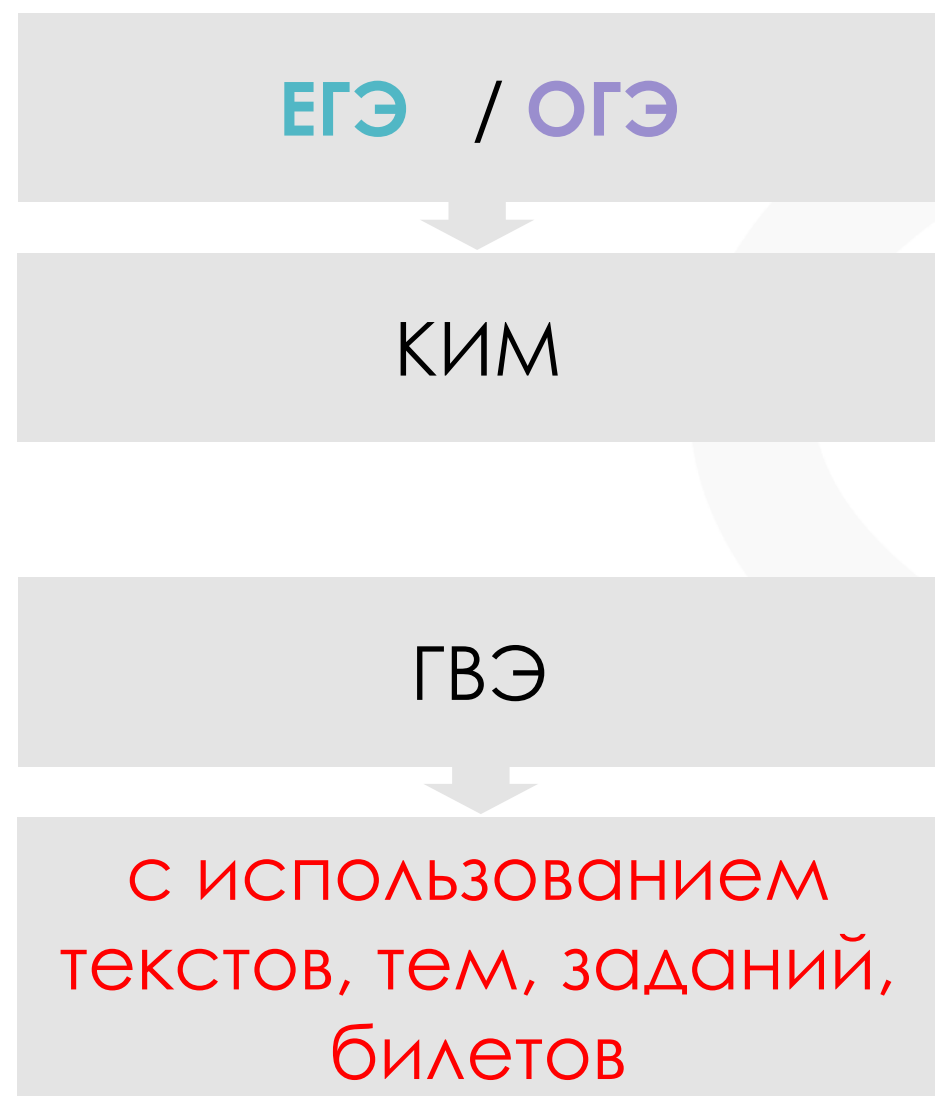 ЕГЭ / ОГЭ
КИМ
ГВЭ
с использованием
текстов, тем, заданий,
билетов